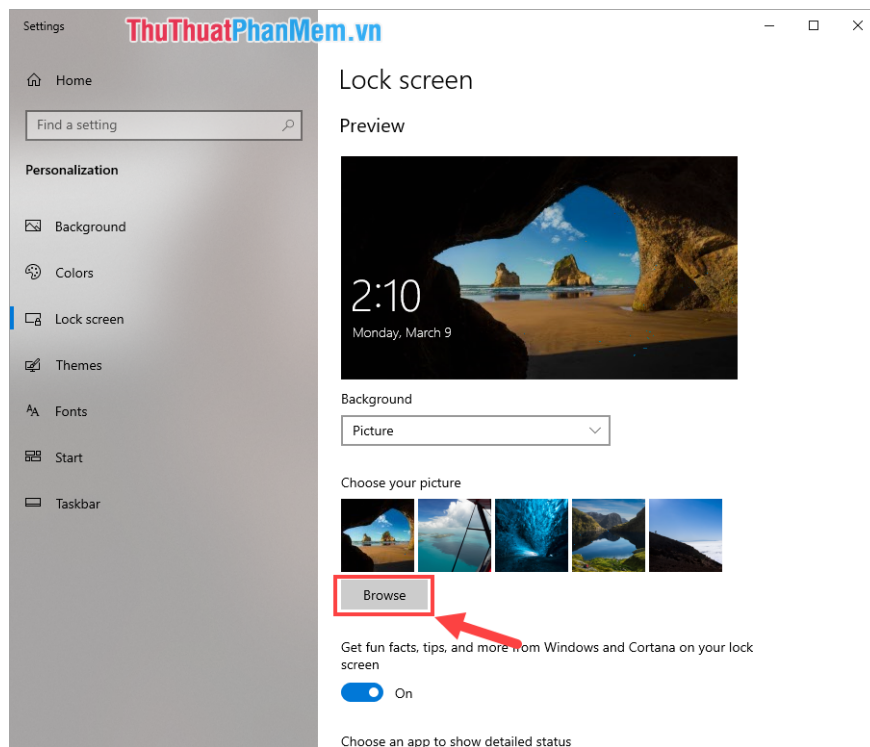 Settings
ThuThuatPhanMem.vn
Home
Find a setting
Personalization
Background
Colors
Lock screen
Themes
Fonts
Start
Taskbar
Lock screen
Preview
2:10
Monday, March 9
Background
Picture
Choose your picture
Browse
Get fun facts, tips, and more from Windows and Cortana on your lock
screen
On
Choose an app to show detailed status